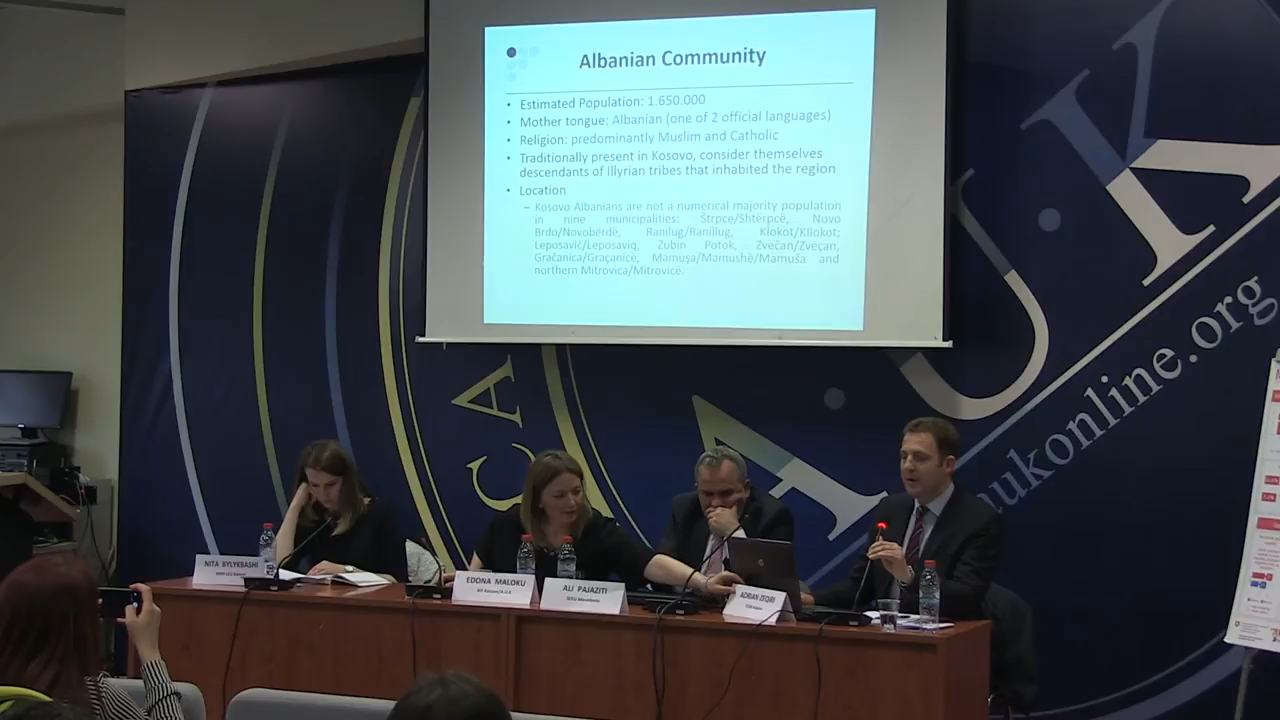 Albanian Community
• Estimated Population: 1.650.000
• Mother tongue: Albanian (one of 2 official languages)
• Religion: predominantly Muslim and Catholic
• Traditionally present in Kosovo, consider themselves
descendants of Illyrian tribes that inhabited the region
• Location
– Kosovo Albanians are not a numerical majority population
in nine municipalities: Štrpce/Shtërpcë, Novo
Brdo/Novobërdë, Ranilug/Ranillug, Klokot/Kllokot;
Leposavić/Leposaviq, Zubin Potok, Zvečan/Zveçan,
Gračanica/Graçanicë, Mamuşa/Mamushë/Mamuša and
northern Mitrovica/Mitrovicë.
A.U.K
aukonline.org
CA
NITA BYLYKBASHI
EDONA MALOKU
ALI PAJAZITI
ADRIAN ZEQIRI